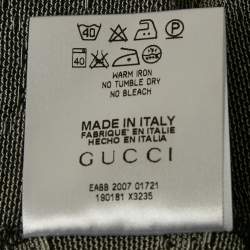 40
40
WARM IRON
NO TUMBLE DRY
NO BLEACH
MADE IN ITALY
FABRIQUE' EN ITALIE
HECHO EN ITALIA
GUCCI
EABB 2007 01721
190181 X3235